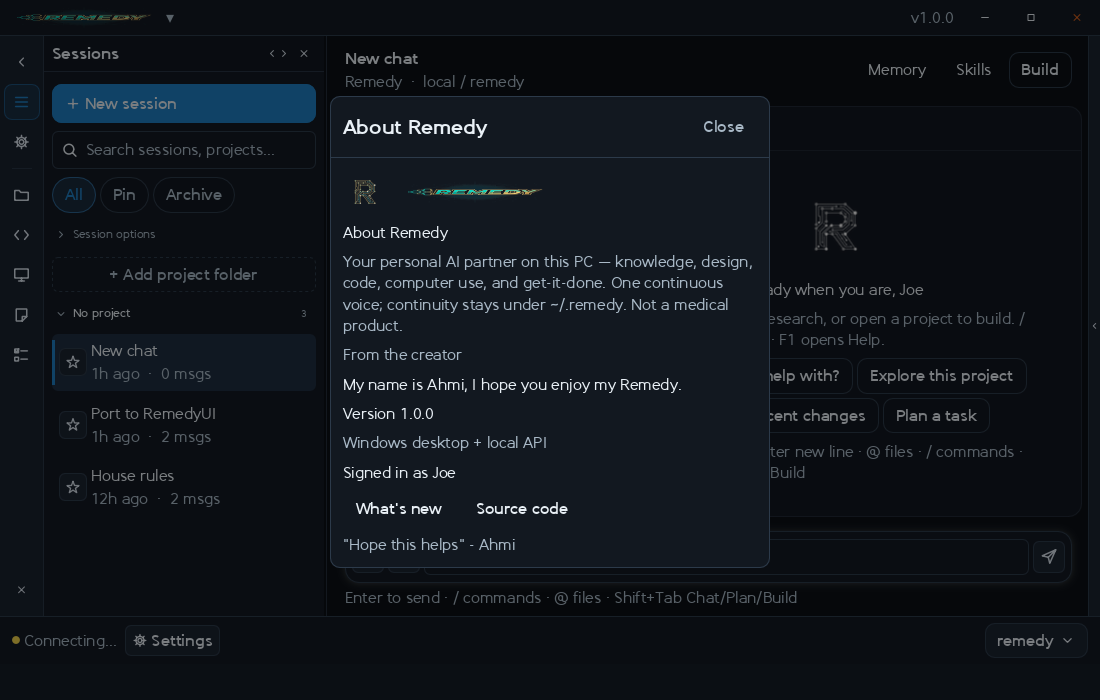 REMEDY
v1.0.0
Sessions
New chat
Remedy · local / remedy
Memory
Skills
Build
+ New session
Search sessions, projects...
All
Pin
Archive
Session options
+ Add project folder
No project
3
New chat
1h ago · 0 msgs
Port to RemedyUI
1h ago · 2 msgs
House rules
12h ago · 2 msgs
About Remedy
Close
R
REMEDY
About Remedy
Your personal AI partner on this PC — knowledge, design,
code, computer use, and get-it-done. One continuous
voice; continuity stays under ~/.remedy. Not a medical
product.
From the creator
My name is Ahmi, I hope you enjoy my Remedy.
Version 1.0.0
Windows desktop + local API
Signed in as Joe
What's new
Source code
"Hope this helps" - Ahmi
R
when you are, Joe
or open a project to build. /
· F1 opens Help.
with?
Explore this project
changes
Plan a task
new line · @ files · / commands ·
Build
Enter to send · / commands · @ files · Shift+Tab Chat/Plan/Build
Connecting...
Settings
remedy